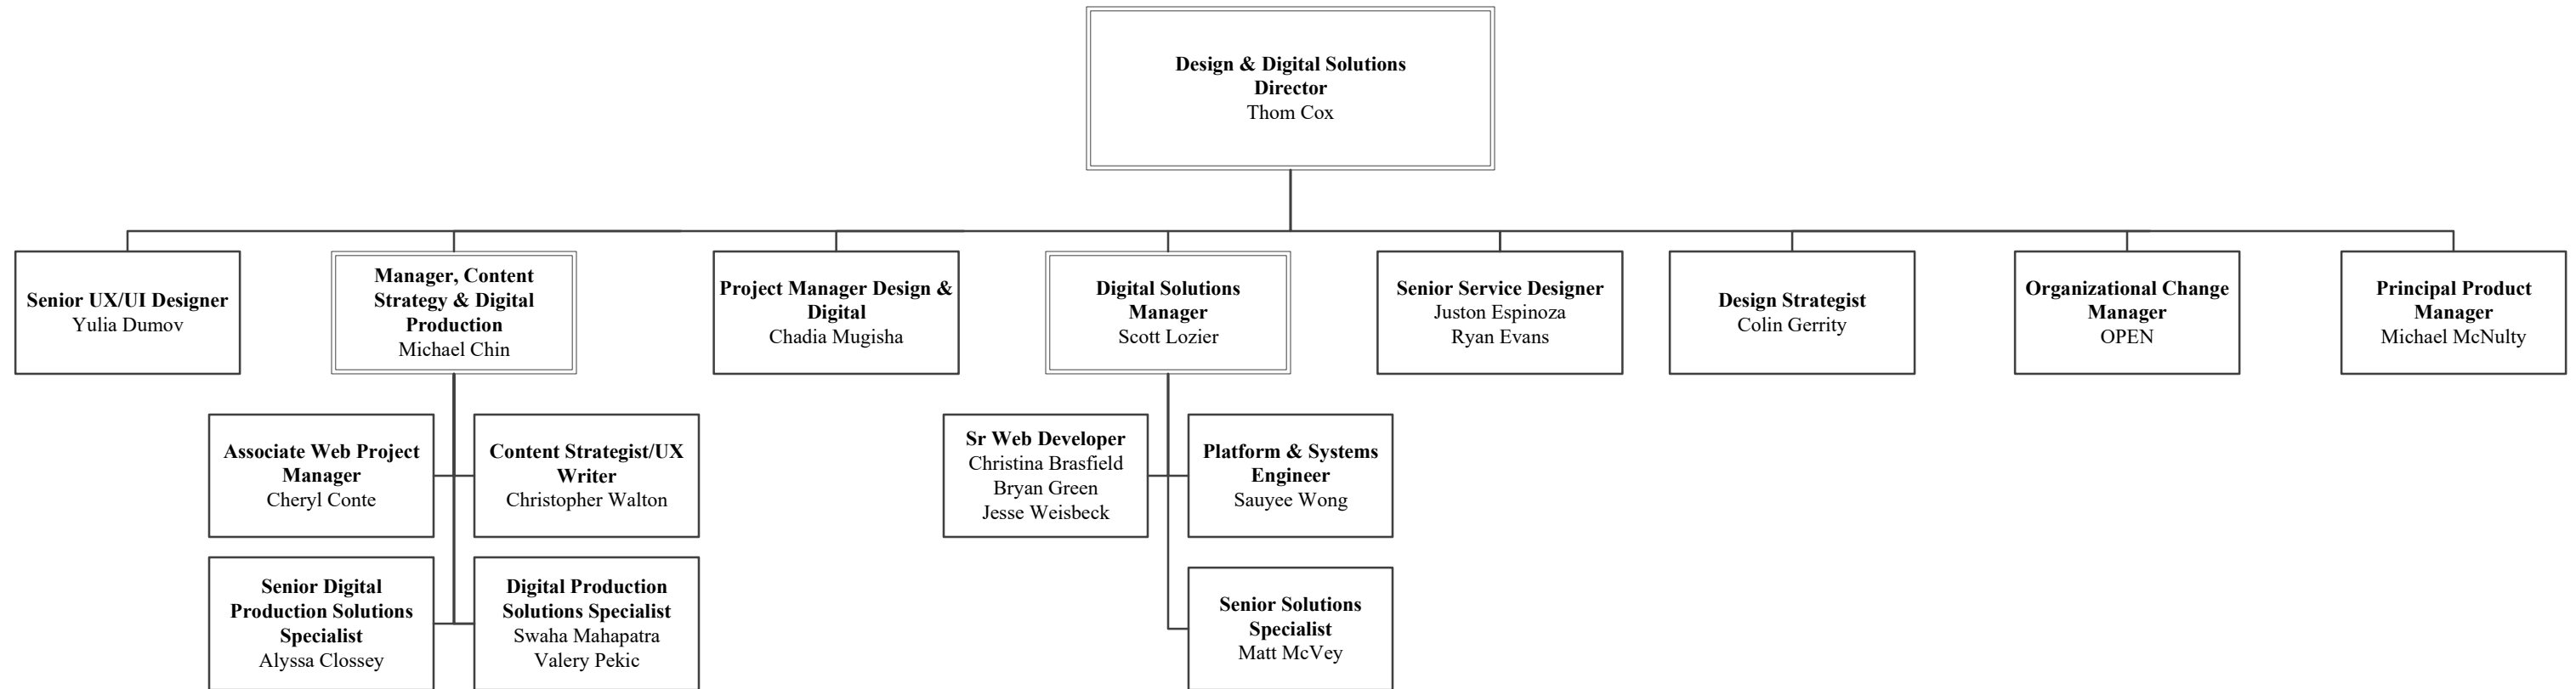 Design & Digital Solutions
Director
Thom Cox
Senior UX/UI Designer
Yulia Dumov
Manager, Content
Strategy & Digital
Production
Michael Chin
Project Manager Design &
Digital
Chadia Mugisha
Digital Solutions
Manager
Scott Lozier
Senior Service Designer
Juston Espinoza
Ryan Evans
Design Strategist
Colin Gerrity
Organizational Change
Manager
OPEN
Principal Product
Manager
Michael McNulty
Associate Web Project
Manager
Cheryl Conte
Content Strategist/UX
Writer
Christopher Walton
Sr Web Developer
Christina Brasfield
Bryan Green
Jesse Weisbeck
Platform & Systems
Engineer
Sauyee Wong
Senior Digital
Production Solutions
Specialist
Alyssa Clossey
Digital Production
Solutions Specialist
Swaha Mahapatra
Valery Pekic
Senior Solutions
Specialist
Matt McVey